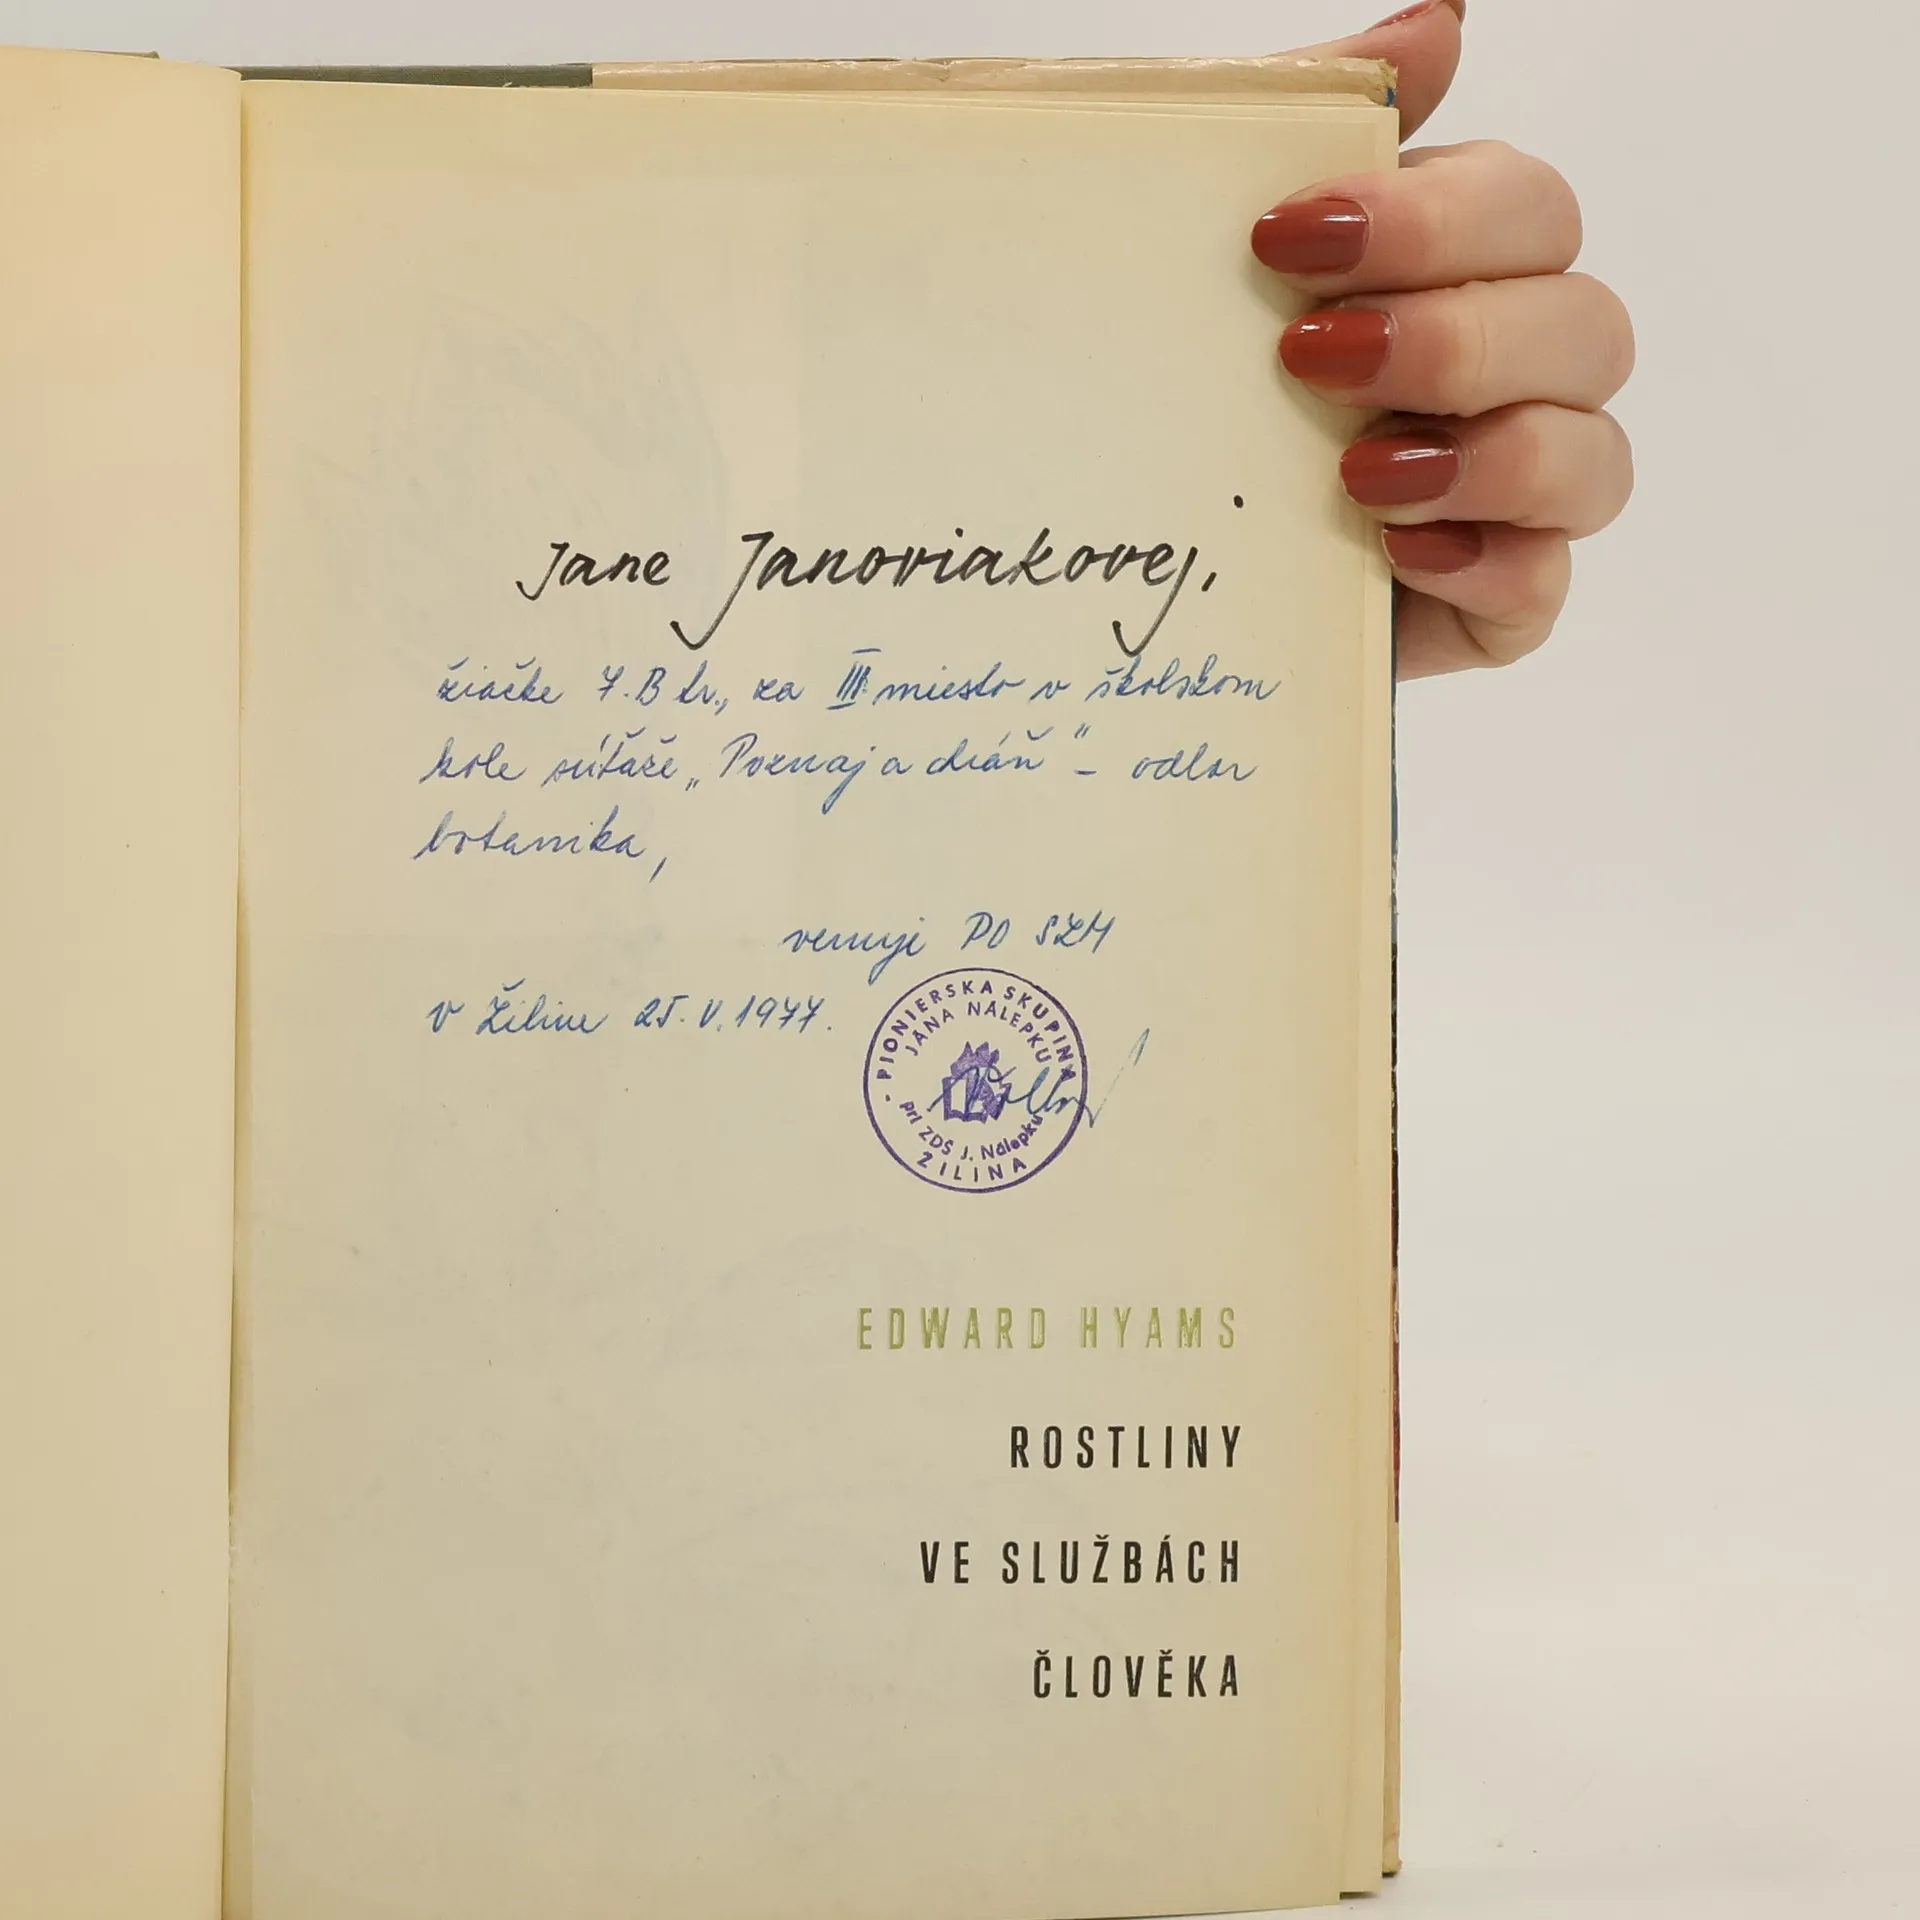 Jane Janoviakovej,
žiačke 7.B tr., za III. miesto v školskom
kole súťaže „Poznaj a chráň" – odbor
botanika,
venuje PO SZM
v Žiline 25.V.1977.
- PIONIERSKA SKUPINA
JÁNA NÁLEPKU
pri ZDŠ J. Nálepku
ŽILINA
EDWARD HYAMS
ROSTLINY
VE SLUŽBÁCH
ČLOVĚKA